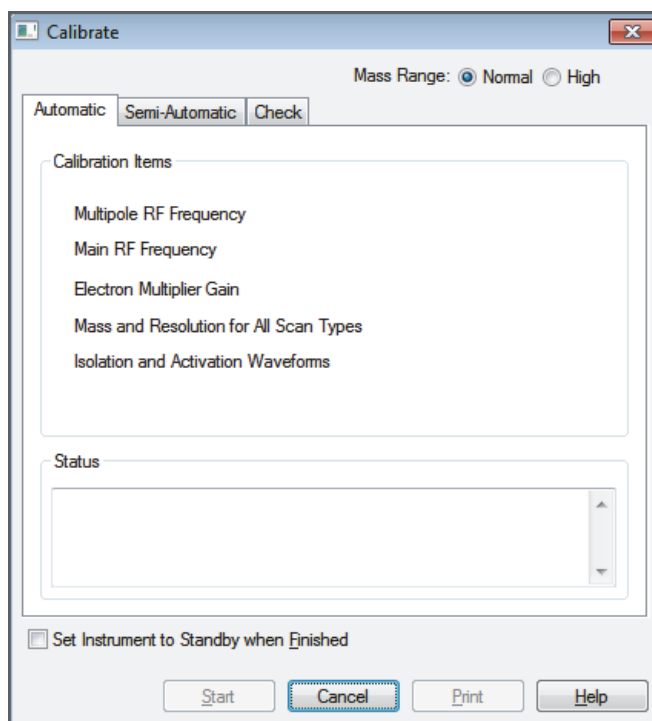 Calibrate
Mass Range: Normal High
Automatic Semi-Automatic Check
Calibration Items
Multipole RF Frequency
Main RF Frequency
Electron Multiplier Gain
Mass and Resolution for All Scan Types
Isolation and Activation Waveforms
Status
Set Instrument to Standby when Finished
Start Cancel Print Help